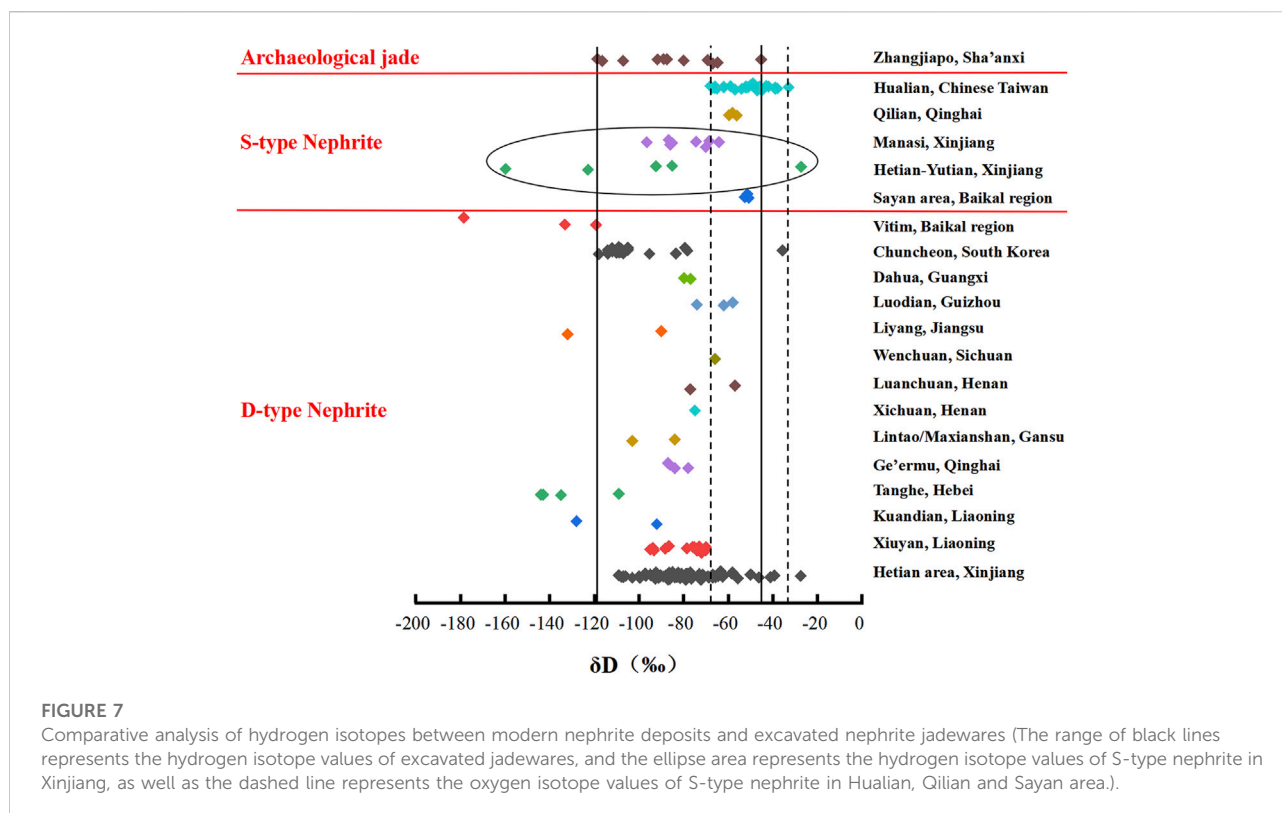 Archaeological jade
Zhangjiapo, Sha'anxi
Hualian, Chinese Taiwan
Qilian, Qinghai
S-type Nephrite
Manasi, Xinjiang
Hetian-Yutian, Xinjiang
Sayan area, Baikal region
Vitim, Baikal region
Chuncheon, South Korea
Dahua, Guangxi
Luodian, Guizhou
Liyang, Jiangsu
Wenchuan, Sichuan
Luanchuan, Henan
D-type Nephrite
Xichuan, Henan
Lintao/Maxianshan, Gansu
Ge'ermu, Qinghai
Tanghe, Hebei
Kuandian, Liaoning
Xiuyan, Liaoning
Hetian area, Xinjiang
-200 -180 -160 -140 -120 -100 -80 -60 -40 -20 0
δD（‰）
FIGURE 7
Comparative analysis of hydrogen isotopes between modern nephrite deposits and excavated nephrite jadewares (The range of black lines
represents the hydrogen isotope values of excavated jadewares, and the ellipse area represents the hydrogen isotope values of S-type nephrite in
Xinjiang, as well as the dashed line represents the oxygen isotope values of S-type nephrite in Hualian, Qilian and Sayan area.).